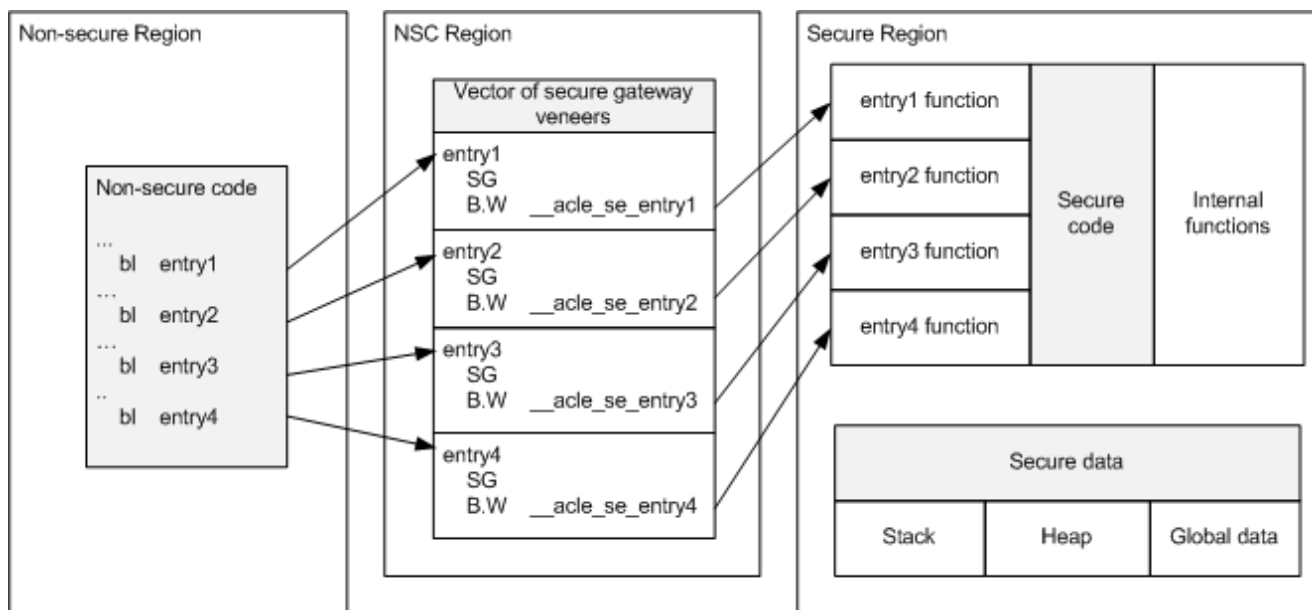 Non-secure Region
Non-secure code
...
bl entry1
...
bl entry2
...
bl entry3
..
bl entry4
NSC Region
Vector of secure gateway
veneers
entry1
SG
B.W __acle_se_entry1
entry2
SG
B.W __acle_se_entry2
entry3
SG
B.W __acle_se_entry3
entry4
SG
B.W __acle_se_entry4
Secure Region
entry1 function
entry2 function
entry3 function
entry4 function
Secure
code
Internal
functions
Secure data
Stack
Heap
Global data